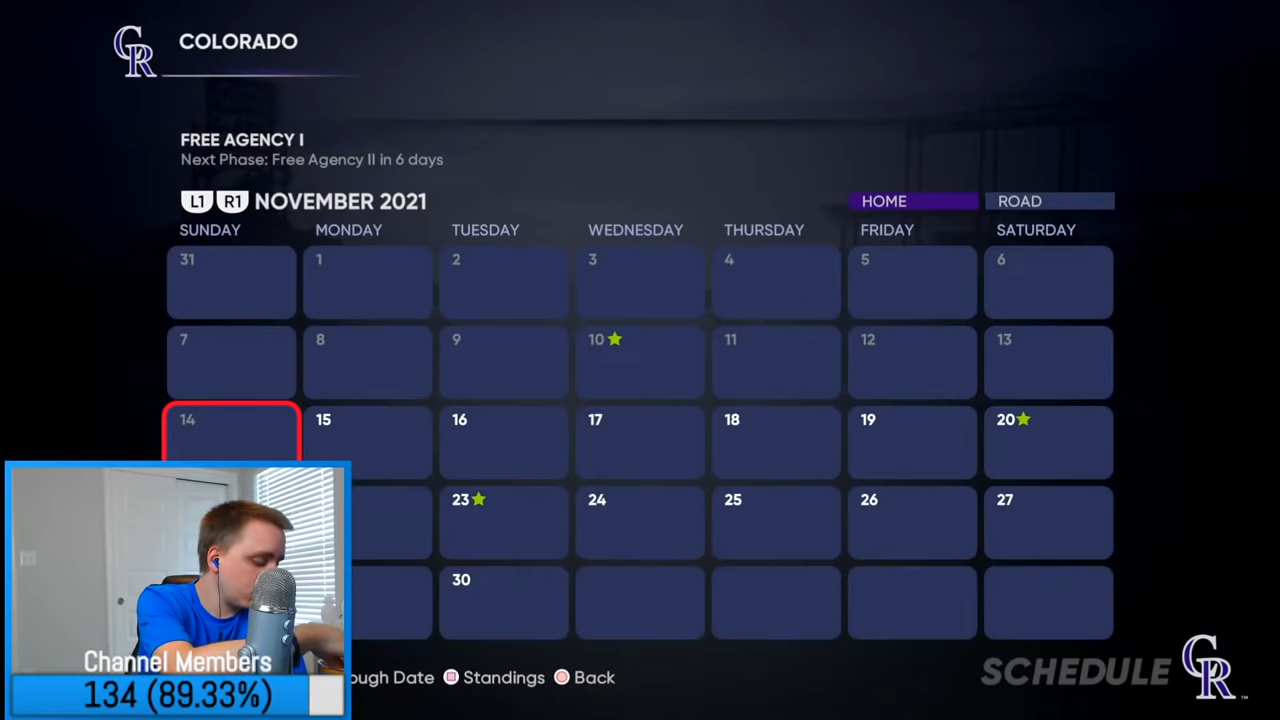 CR COLORADO
FREE AGENCY I
Next Phase: Free Agency II in 6 days
L1 R1 NOVEMBER 2021
HOME ROAD
SUNDAY MONDAY TUESDAY WEDNESDAY THURSDAY FRIDAY SATURDAY
31 1 2 3 4 5 6
7 8 9 10 11 12 13
14 15 16 17 18 19 20
23 24 25 26 27
30
Channel Members
134 (89.33%)
ough Date Standings Back
SCHEDULE CR